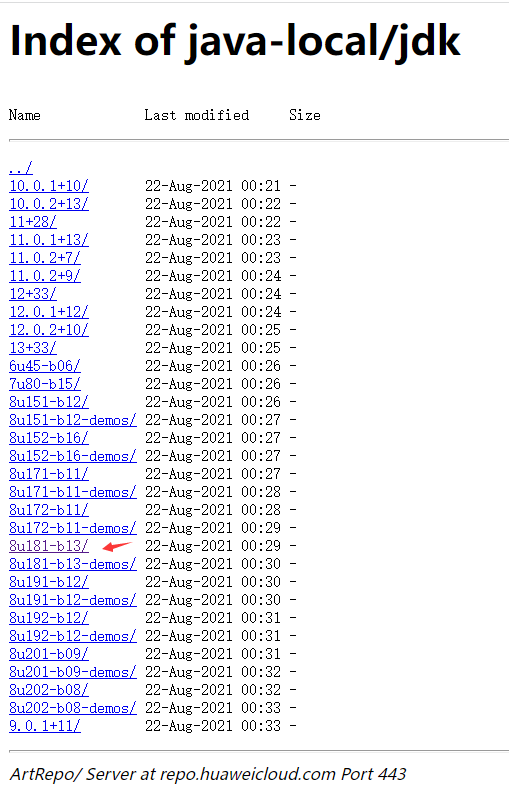 Index of java-local/jdk
Name Last modified Size
../
10.0.1+10/ 22-Aug-2021 00:21 -
10.0.2+13/ 22-Aug-2021 00:22 -
11+28/ 22-Aug-2021 00:22 -
11.0.1+13/ 22-Aug-2021 00:23 -
11.0.2+7/ 22-Aug-2021 00:23 -
11.0.2+9/ 22-Aug-2021 00:24 -
12+33/ 22-Aug-2021 00:24 -
12.0.1+12/ 22-Aug-2021 00:24 -
12.0.2+10/ 22-Aug-2021 00:25 -
13+33/ 22-Aug-2021 00:25 -
6u45-b06/ 22-Aug-2021 00:26 -
7u80-b15/ 22-Aug-2021 00:26 -
8u151-b12/ 22-Aug-2021 00:26 -
8u151-b12-demos/ 22-Aug-2021 00:27 -
8u152-b16/ 22-Aug-2021 00:27 -
8u152-b16-demos/ 22-Aug-2021 00:27 -
8u171-b11/ 22-Aug-2021 00:27 -
8u171-b11-demos/ 22-Aug-2021 00:28 -
8u172-b11/ 22-Aug-2021 00:28 -
8u172-b11-demos/ 22-Aug-2021 00:29 -
8u181-b13/ 22-Aug-2021 00:29 -
8u181-b13-demos/ 22-Aug-2021 00:30 -
8u191-b12/ 22-Aug-2021 00:30 -
8u191-b12-demos/ 22-Aug-2021 00:30 -
8u192-b12/ 22-Aug-2021 00:31 -
8u192-b12-demos/ 22-Aug-2021 00:31 -
8u201-b09/ 22-Aug-2021 00:31 -
8u201-b09-demos/ 22-Aug-2021 00:32 -
8u202-b08/ 22-Aug-2021 00:32 -
8u202-b08-demos/ 22-Aug-2021 00:33 -
9.0.1+11/ 22-Aug-2021 00:33 -
ArtRepo/ Server at repo.huaweicloud.com Port 443